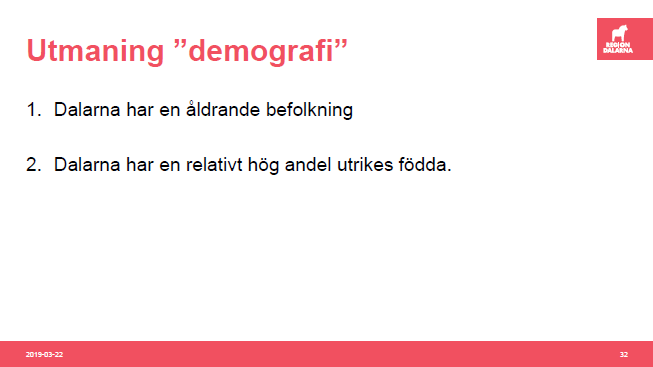 Utmaning ”demografi”
REGION
DALARNA
1. Dalarna har en åldrande befolkning
2. Dalarna har en relativt hög andel utrikes födda.
2019-03-22
32